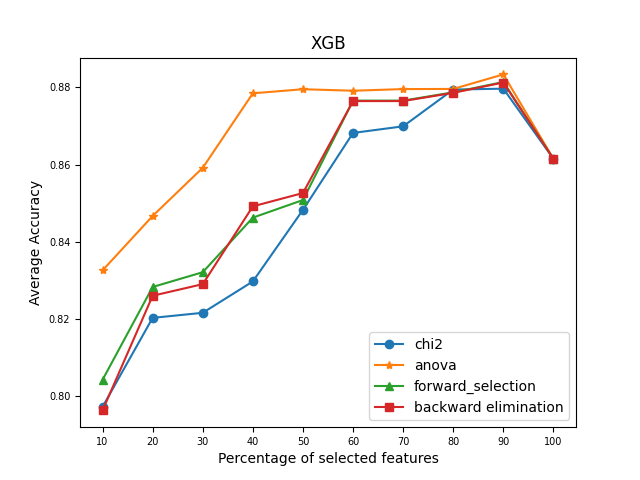 XGB
Average Accuracy
0.88
0.86
0.84
0.82
0.80
chi2
anova
forward_selection
backward elimination
10 20 30 40 50 60 70 80 90 100
Percentage of selected features